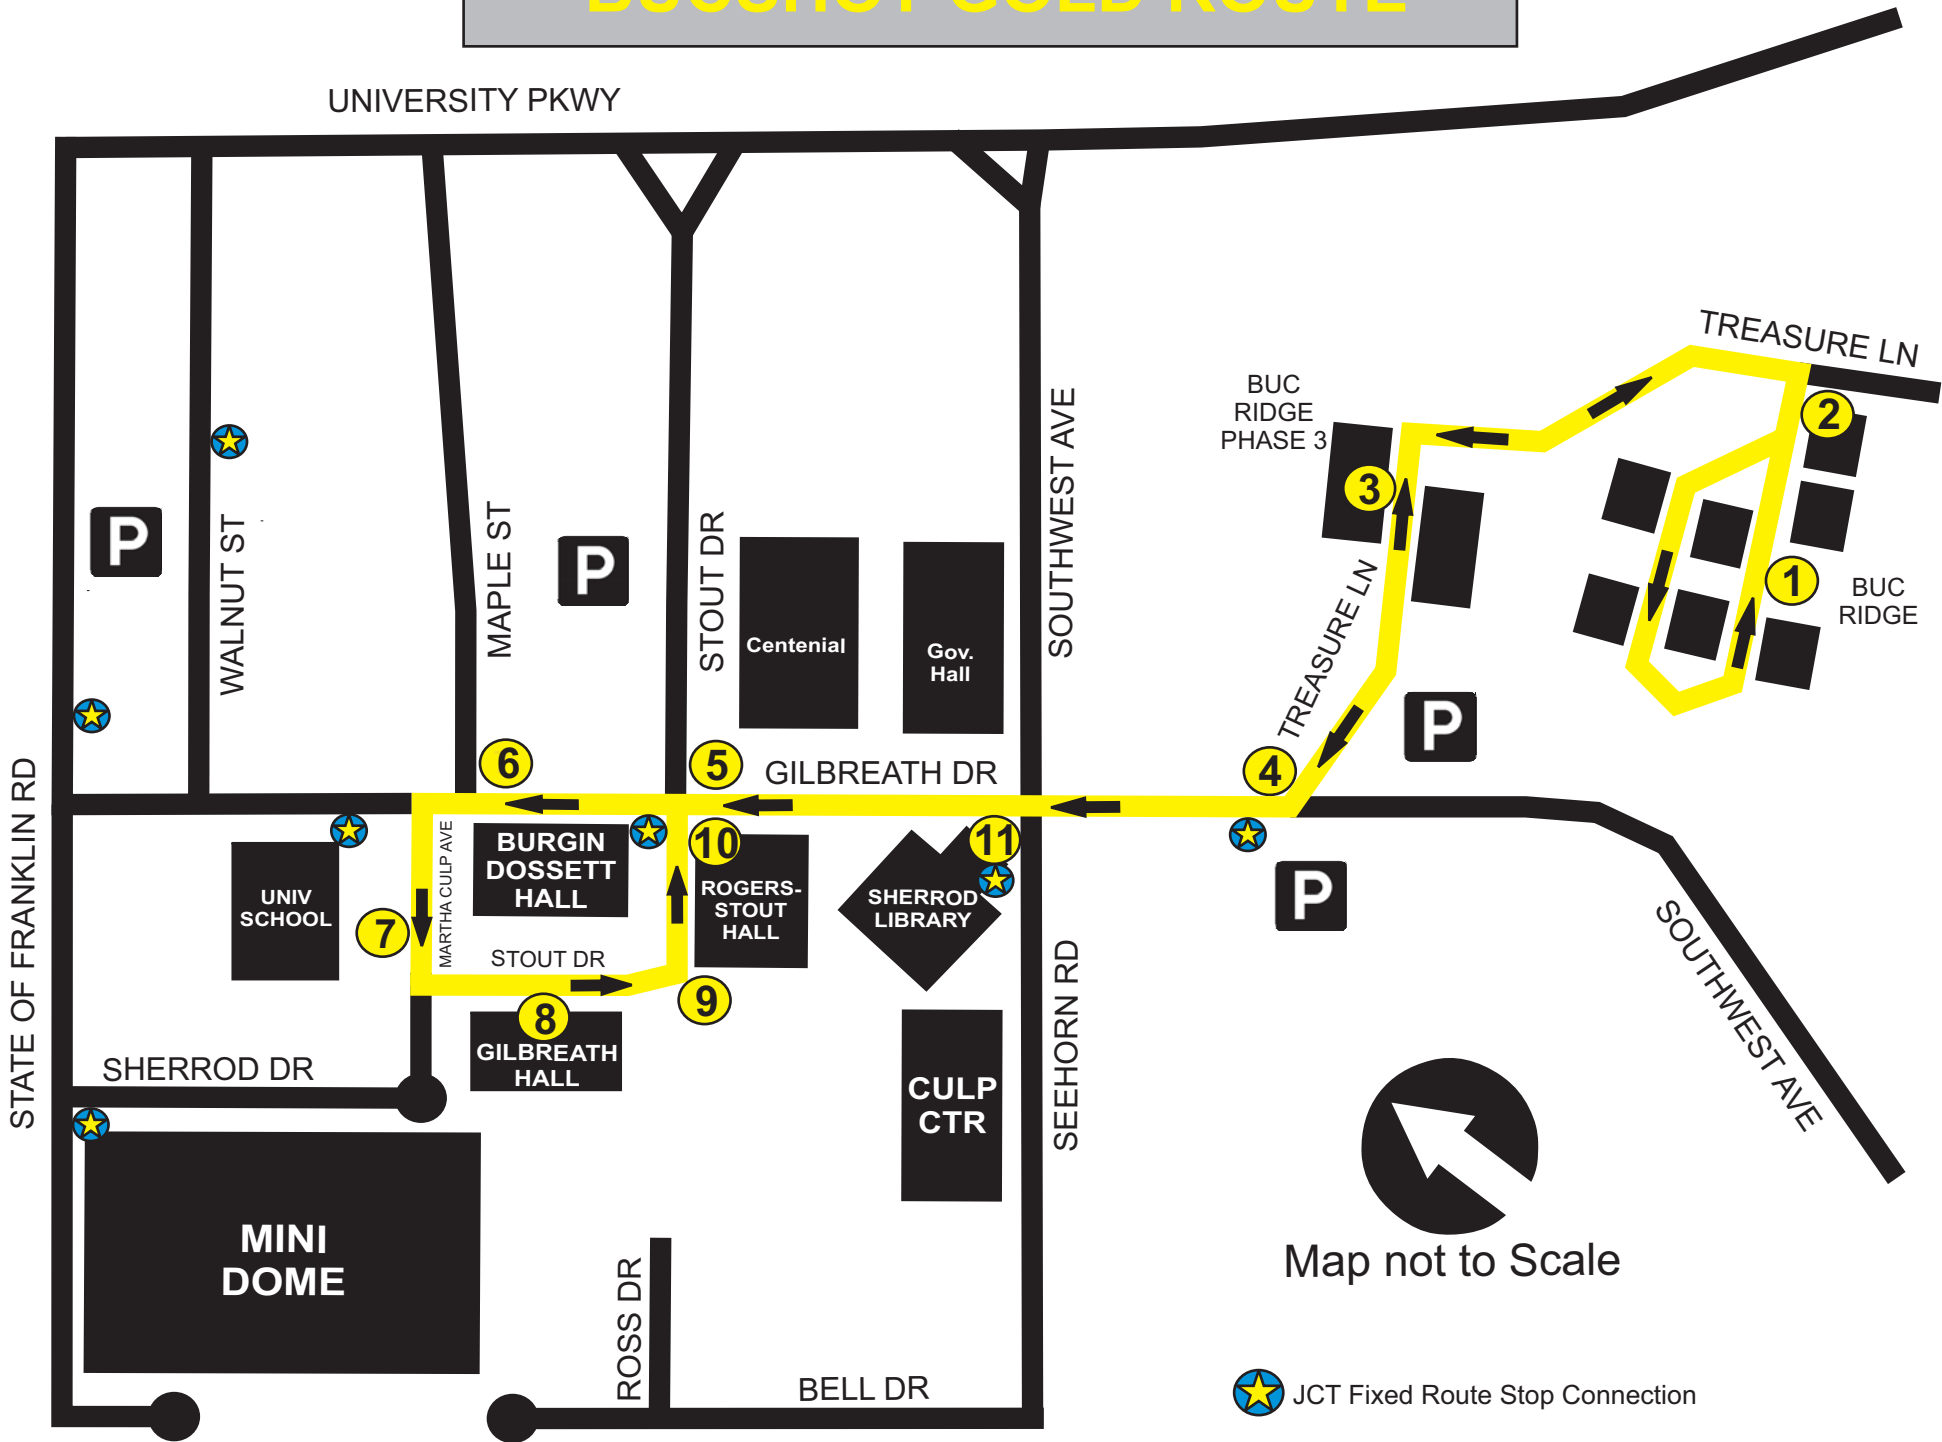 BUCSHOT GOLD ROUTE
UNIVERSITY PKWY
TREASURE LN
BUC
RIDGE
PHASE 3
2
3
1
BUC
RIDGE
P
P
WALNUT ST
MAPLE ST
STOUT DR
SOUTHWEST AVE
Centenial
Gov.
Hall
TREASURE LN
P
6
5
GILBREATH DR
4
STATE OF FRANKLIN RD
UNIV
SCHOOL
7
MARTHA CULP AVE
BURGIN
DOSSETT
HALL
10
ROGERS-
STOUT
HALL
11
SHERROD
LIBRARY
P
SOUTHWEST AVE
STOUT DR
8
9
GILBREATH
HALL
SHERROD DR
CULP
CTR
SEEHORN RD
MINI
DOME
Map not to Scale
ROSS DR
BELL DR
JCT Fixed Route Stop Connection